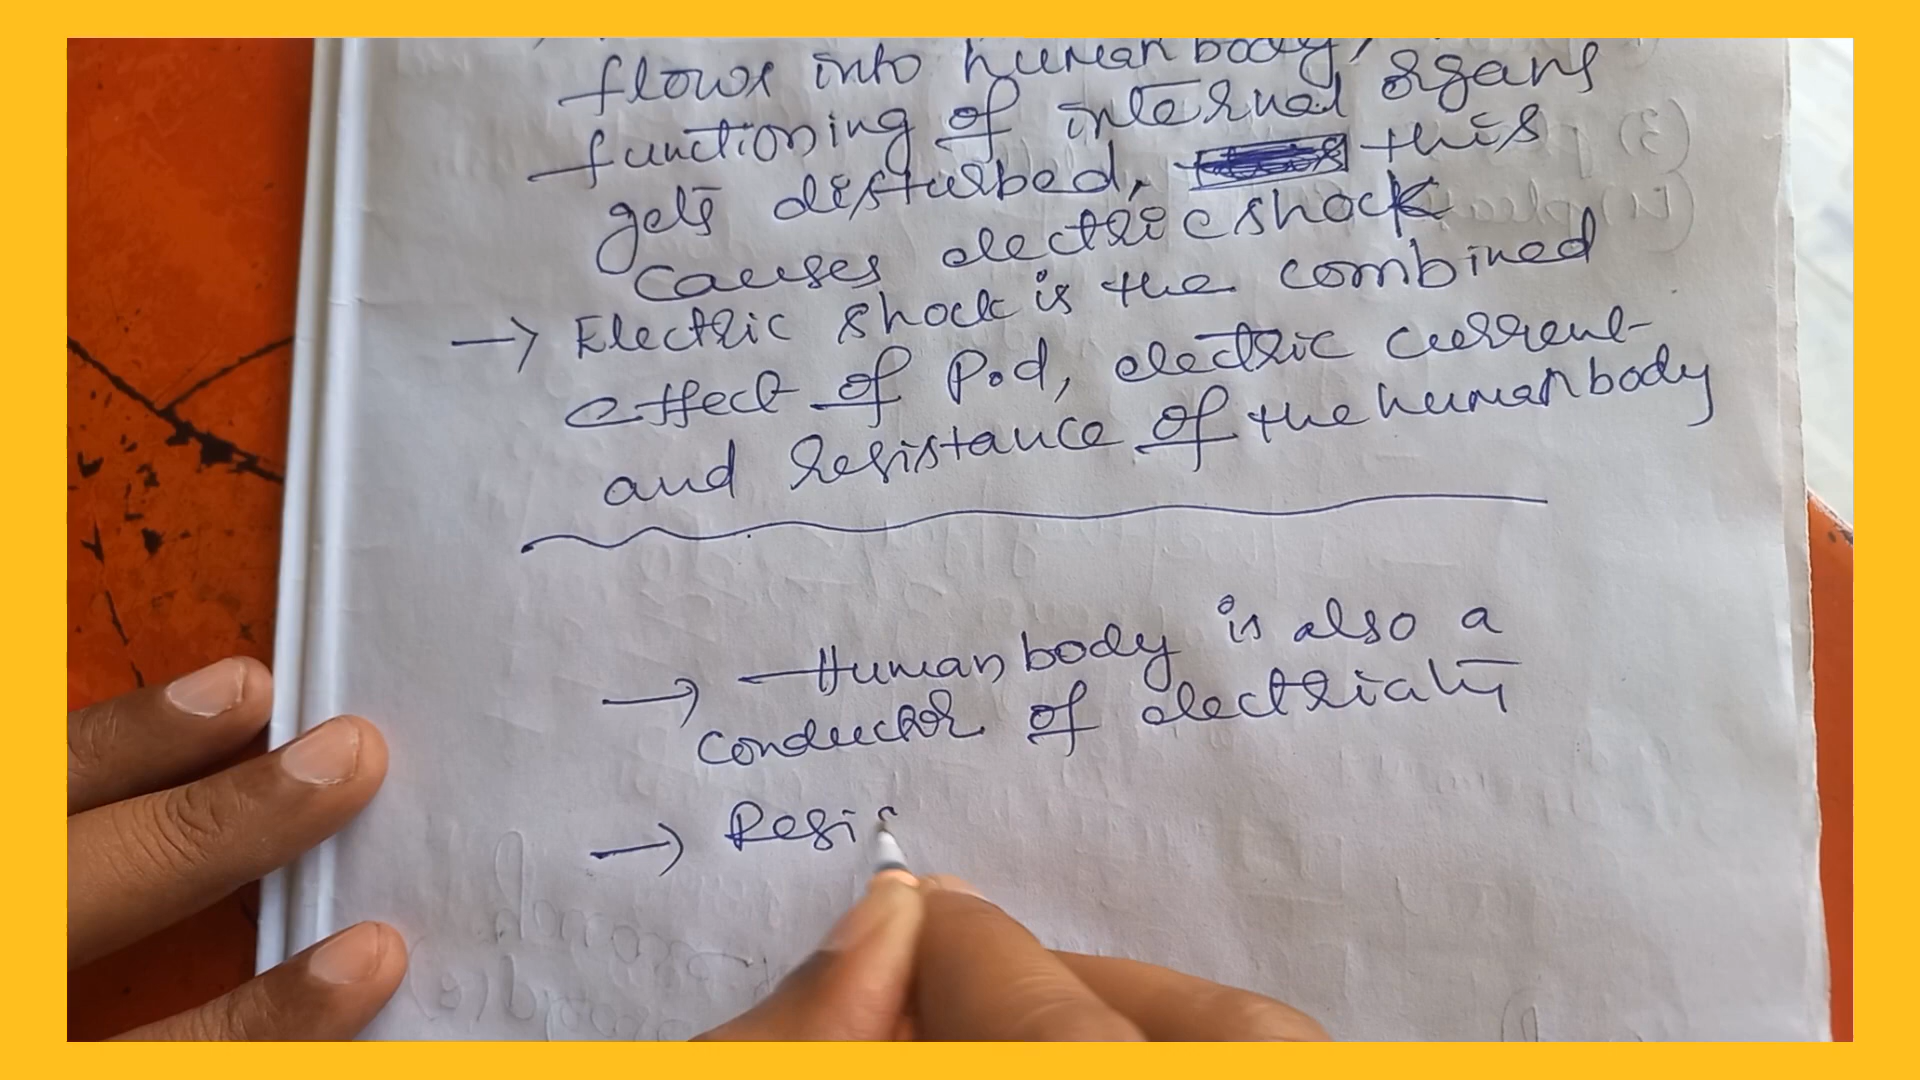 flows into human body,
functioning of internal organs
gets disturbed, this
causes electric shock
→ Electric shock is the combined
effect of P.d, electric current
and resistance of the human body
→ Human body is also a
conductor of electricity
→ Resis